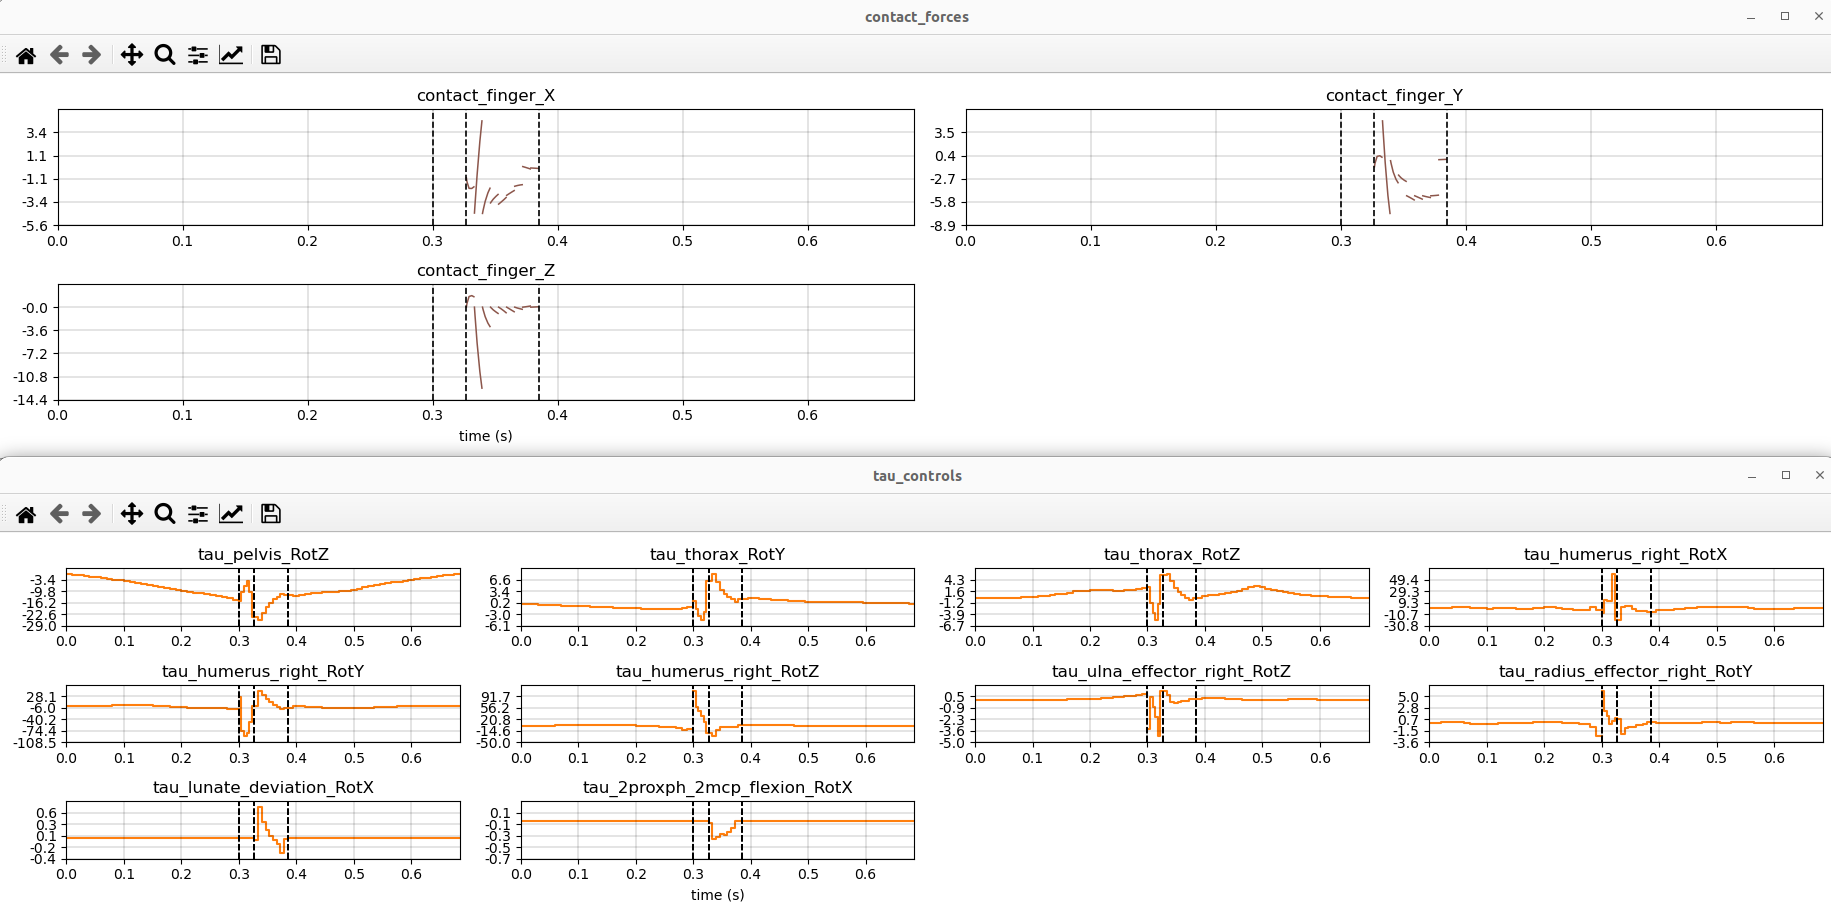 contact_forces
contact_finger_X
contact_finger_Y
3.4
1.1
-1.1
-3.4
-5.6
3.5
0.4
-2.7
-5.8
-8.9
0.0 0.1 0.2 0.3 0.4 0.5 0.6
0.0 0.1 0.2 0.3 0.4 0.5 0.6
contact_finger_Z
-0.0
-3.6
-7.2
-10.8
-14.4
0.0 0.1 0.2 0.3 0.4 0.5 0.6
time (s)
tau_controls
tau_pelvis_RotZ
-3.4
-9.8
-16.2
-22.6
-29.0
0.0 0.1 0.2 0.3 0.4 0.5 0.6
tau_thorax_RotY
6.6
3.4
0.2
-3.0
-6.1
0.0 0.1 0.2 0.3 0.4 0.5 0.6
tau_thorax_RotZ
4.3
1.6
-1.2
-3.9
-6.7
0.0 0.1 0.2 0.3 0.4 0.5 0.6
tau_humerus_right_RotX
49.4
29.3
9.3
-10.7
-30.8
0.0 0.1 0.2 0.3 0.4 0.5 0.6
tau_humerus_right_RotY
28.1
-6.0
-40.2
-74.4
-108.5
0.0 0.1 0.2 0.3 0.4 0.5 0.6
tau_humerus_right_RotZ
91.7
56.2
20.8
-14.6
-50.0
0.0 0.1 0.2 0.3 0.4 0.5 0.6
tau_ulna_effector_right_RotZ
0.5
-0.9
-2.3
-3.6
-5.0
0.0 0.1 0.2 0.3 0.4 0.5 0.6
tau_radius_effector_right_RotY
5.0
2.8
0.7
-1.5
-3.6
0.0 0.1 0.2 0.3 0.4 0.5 0.6
tau_lunate_deviation_RotX
0.6
0.3
0.1
-0.2
-0.4
0.0 0.1 0.2 0.3 0.4 0.5 0.6
tau_2proxph_2mcp_flexion_RotX
0.1
-0.1
-0.3
-0.5
-0.7
0.0 0.1 0.2 0.3 0.4 0.5 0.6
time (s)